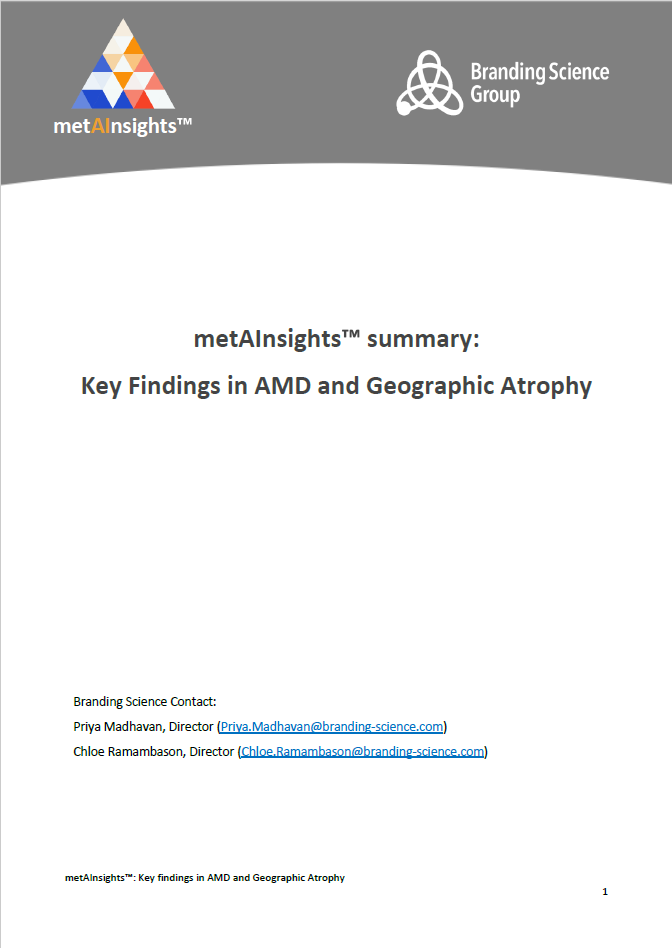 metAInsights™
Branding Science
Group
metAInsights™ summary:
Key Findings in AMD and Geographic Atrophy
Branding Science Contact:
Priya Madhavan, Director (Priya.Madhavan@branding-science.com)
Chloe Ramambason, Director (Chloe.Ramambason@branding-science.com)
metAInsights™: Key findings in AMD and Geographic Atrophy
1